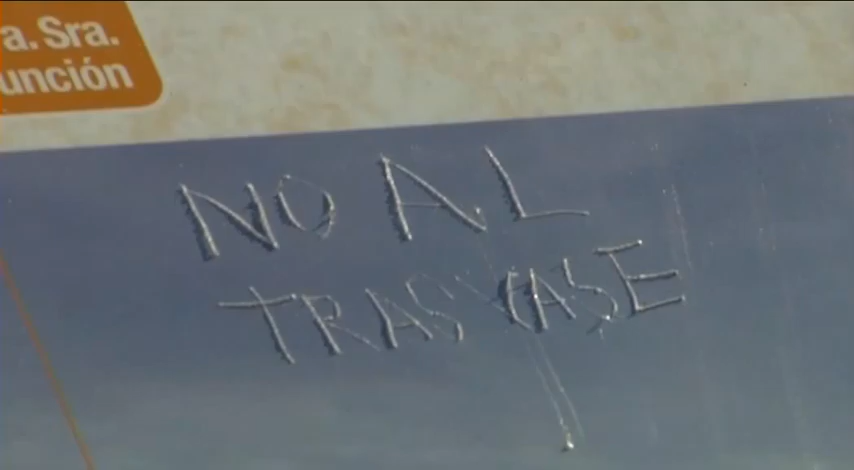 a. Sra.
unción
NO AL
TRASVASE